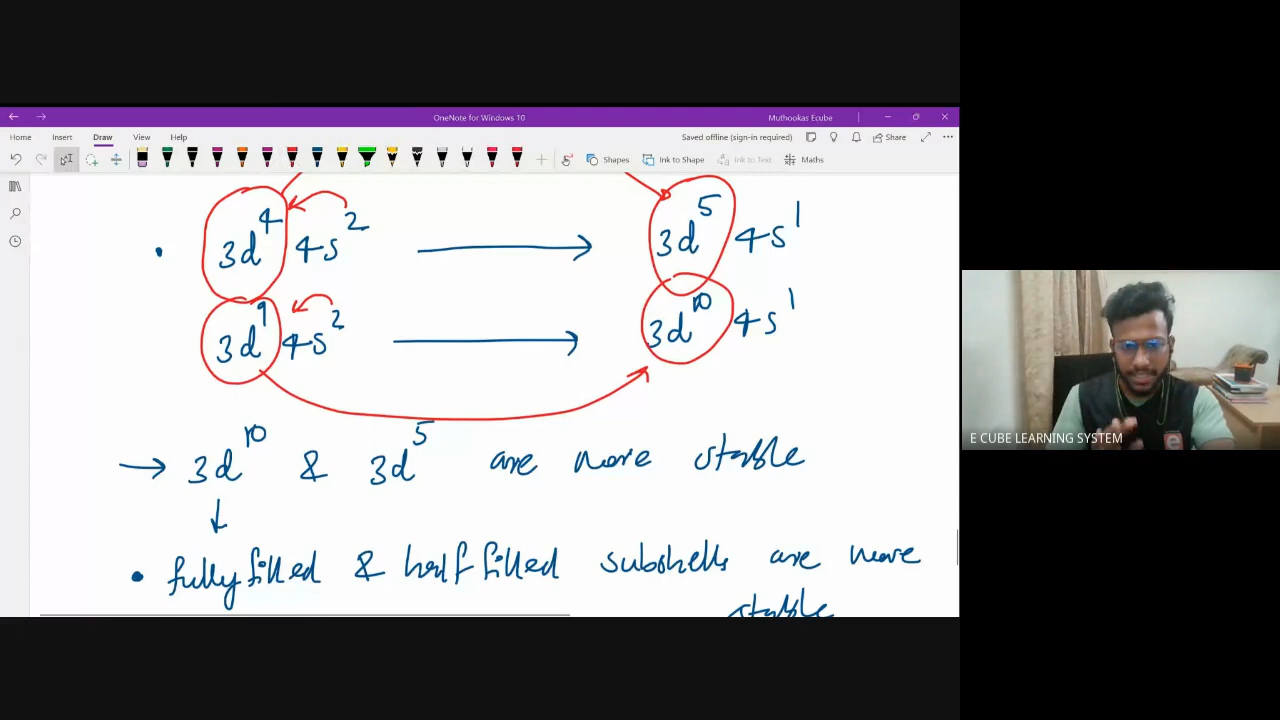 OneNote for Windows 10
Muthookas Ecube
Home Insert Draw View Help
Saved offline (sign-in required) Share
Shapes Ink to Shape Ink to Text Maths
• 3d⁴ 4s² → 3d⁵ 4s¹
3d⁹ 4s² → 3d¹⁰ 4s¹
→ 3d¹⁰ & 3d⁵ are more stable
↓
• fully filled & half filled subshells are more
stable
E CUBE LEARNING SYSTEM